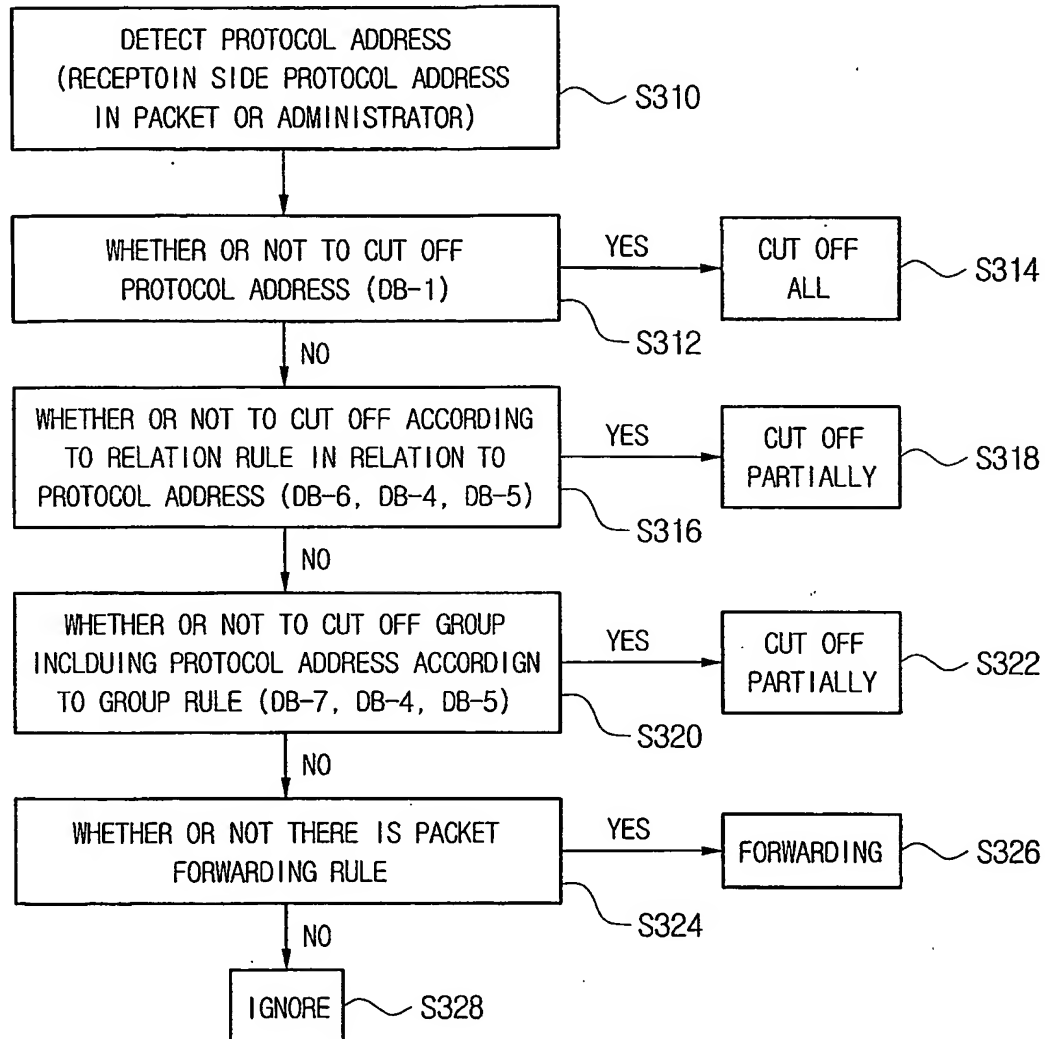 DETECT PROTOCOL ADDRESS
(RECEPTOIN SIDE PROTOCOL ADDRESS
IN PACKET OR ADMINISTRATOR)
S310
WHETHER OR NOT TO CUT OFF
PROTOCOL ADDRESS (DB-1)
S312
YES
CUT OFF
ALL
S314
NO
WHETHER OR NOT TO CUT OFF ACCORDING
TO RELATION RULE IN RELATION TO
PROTOCOL ADDRESS (DB-6, DB-4, DB-5)
S316
YES
CUT OFF
PARTIALLY
S318
NO
WHETHER OR NOT TO CUT OFF GROUP
INCLDUING PROTOCOL ADDRESS ACCORDIGN
TO GROUP RULE (DB-7, DB-4, DB-5)
S320
YES
CUT OFF
PARTIALLY
S322
NO
WHETHER OR NOT THERE IS PACKET
FORWARDING RULE
S324
YES
FORWARDING
S326
NO
IGNORE
S328